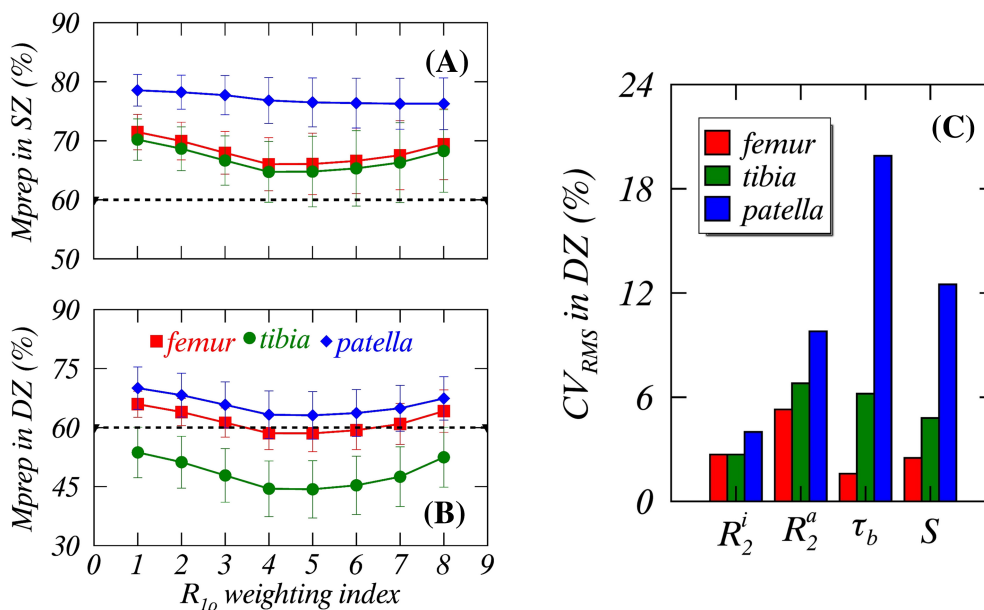 90
80
70
60
50
Mprep in SZ (%)
(A)
90
75
60
45
30
Mprep in DZ (%)
femur tibia patella
(B)
0 1 2 3 4 5 6 7 8 9
R1ρ weighting index
24
18
12
6
0
CVRMS in DZ (%)
(C)
femur
tibia
patella
R2i R2a τb S